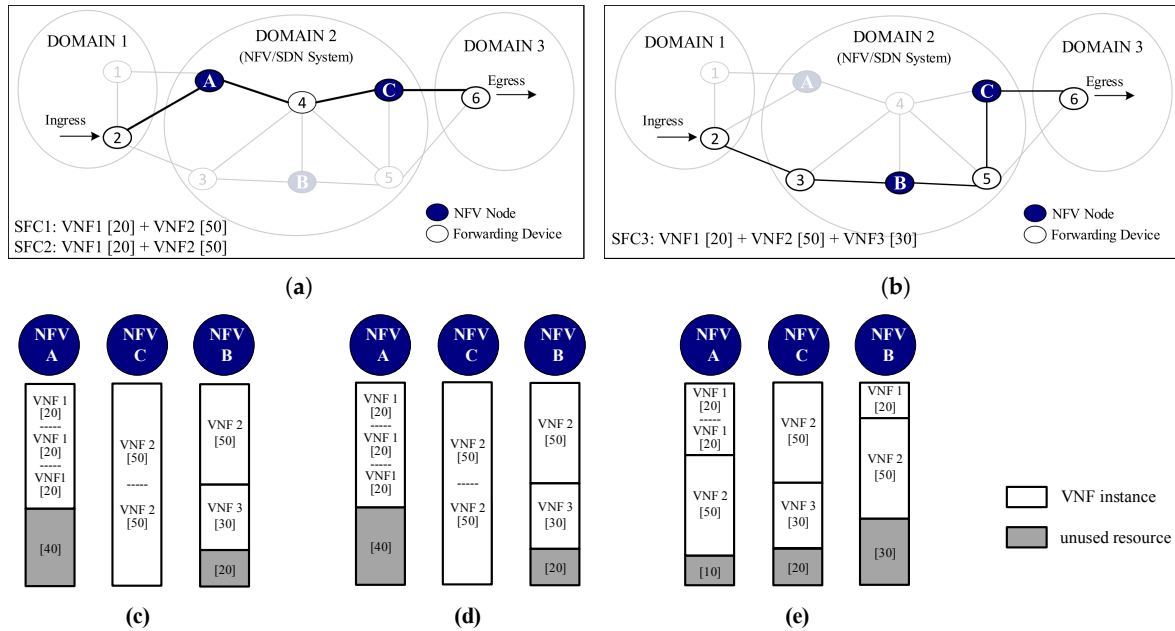 DOMAIN 1
DOMAIN 2
(NFV/SDN System)
DOMAIN 3
1
A
C
4
6
Egress
Ingress
2
3
B
5
SFC1: VNF1 [20] + VNF2 [50]
SFC2: VNF1 [20] + VNF2 [50]
NFV Node
Forwarding Device
(a)
DOMAIN 1
DOMAIN 2
(NFV/SDN System)
DOMAIN 3
1
A
C
4
6
Egress
Ingress
2
3
B
5
SFC3: VNF1 [20] + VNF2 [50] + VNF3 [30]
NFV Node
Forwarding Device
(b)
NFV
A
NFV
C
NFV
B
VNF 1
[20]
-----
VNF 1
[20]
-----
VNF1
[20]
[40]
VNF 2
[50]
-----
VNF 2
[50]
VNF 2
[50]
VNF 3
[30]
[20]
(c)
NFV
A
NFV
C
NFV
B
VNF 1
[20]
-----
VNF 1
[20]
-----
VNF1
[20]
[40]
VNF 2
[50]
-----
VNF 2
[50]
VNF 2
[50]
VNF 3
[30]
[20]
(d)
NFV
A
NFV
C
NFV
B
VNF 1
[20]
-----
VNF 1
[20]
VNF 2
[50]
[10]
VNF 2
[50]
VNF 3
[30]
[20]
VNF 1
[20]
VNF 2
[50]
[30]
(e)
VNF instance
unused resource